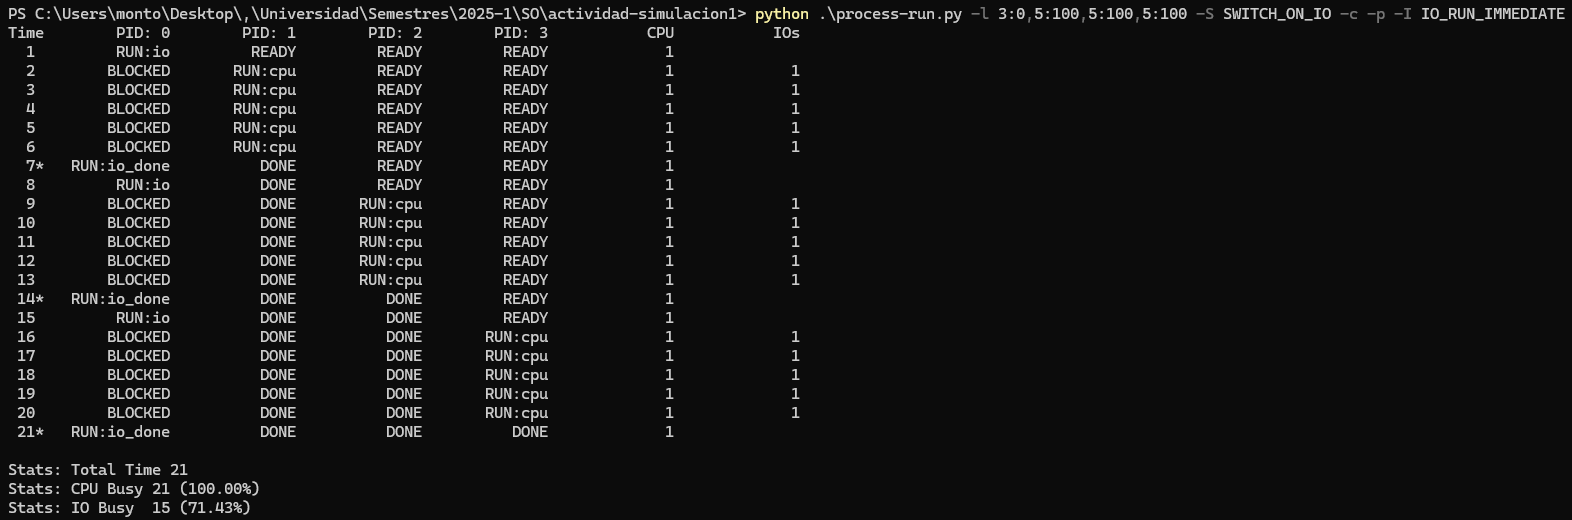 PS C:\Users\monto\Desktop\,\Universidad\Semestres\2025-1\SO\actividad-simulacion1> python .\process-run.py -l 3:0,5:100,5:100,5:100 -S SWITCH_ON_IO -c -p -I IO_RUN_IMMEDIATE
Time PID: 0 PID: 1 PID: 2 PID: 3 CPU IOs
1 RUN:io READY READY READY 1
2 BLOCKED RUN:cpu READY READY 1 1
3 BLOCKED RUN:cpu READY READY 1 1
4 BLOCKED RUN:cpu READY READY 1 1
5 BLOCKED RUN:cpu READY READY 1 1
6 BLOCKED RUN:cpu READY READY 1 1
7* RUN:io_done DONE READY READY 1
8 RUN:io DONE READY READY 1
9 BLOCKED DONE RUN:cpu READY 1 1
10 BLOCKED DONE RUN:cpu READY 1 1
11 BLOCKED DONE RUN:cpu READY 1 1
12 BLOCKED DONE RUN:cpu READY 1 1
13 BLOCKED DONE RUN:cpu READY 1 1
14* RUN:io_done DONE DONE READY 1
15 RUN:io DONE DONE READY 1
16 BLOCKED DONE DONE RUN:cpu 1 1
17 BLOCKED DONE DONE RUN:cpu 1 1
18 BLOCKED DONE DONE RUN:cpu 1 1
19 BLOCKED DONE DONE RUN:cpu 1 1
20 BLOCKED DONE DONE RUN:cpu 1 1
21* RUN:io_done DONE DONE DONE 1
Stats: Total Time 21
Stats: CPU Busy 21 (100.00%)
Stats: IO Busy 15 (71.43%)